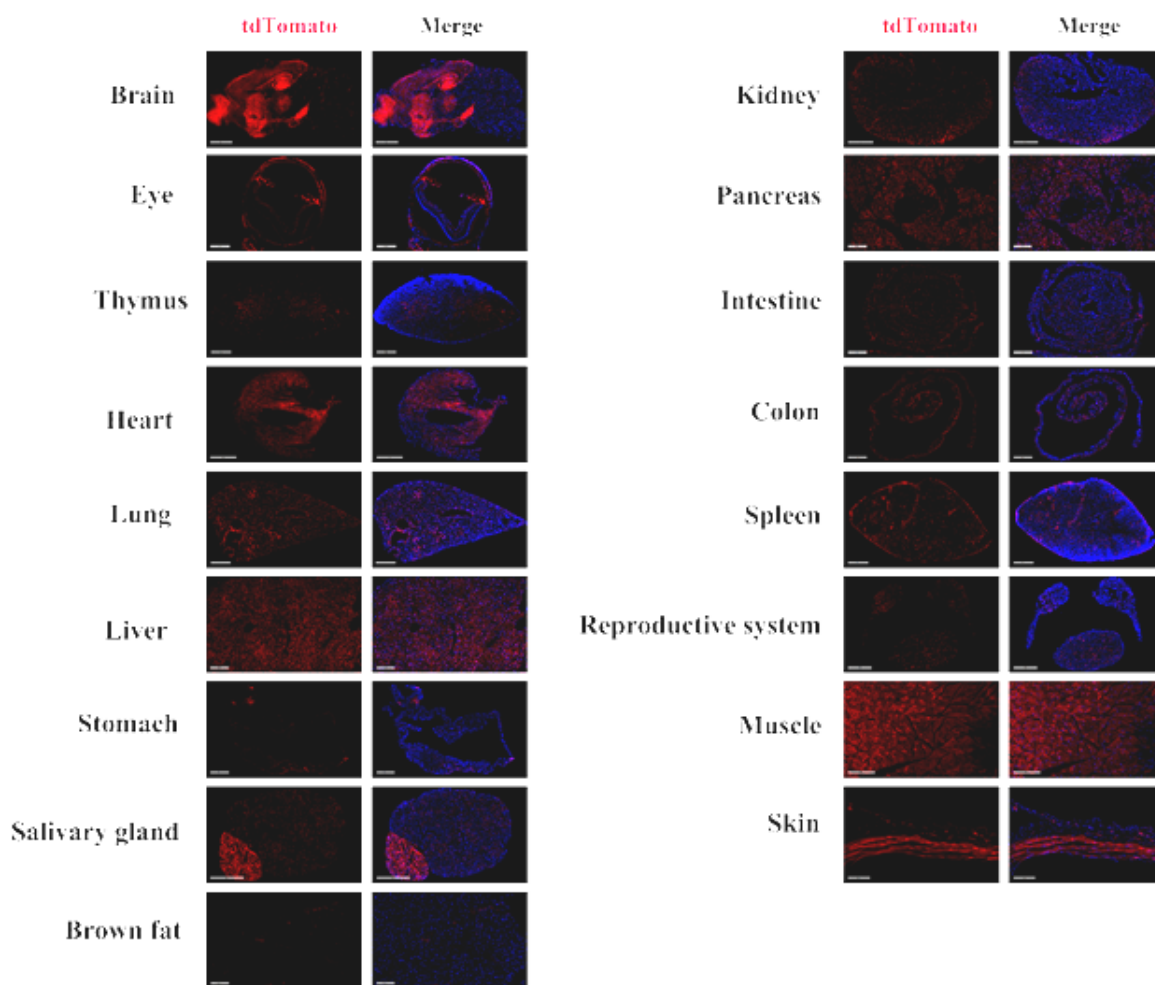 tdTomato Merge
Brain
Eye
Thymus
Heart
Lung
Liver
Stomach
Salivary gland
Brown fat
tdTomato Merge
Kidney
Pancreas
Intestine
Colon
Spleen
Reproductive system
Muscle
Skin